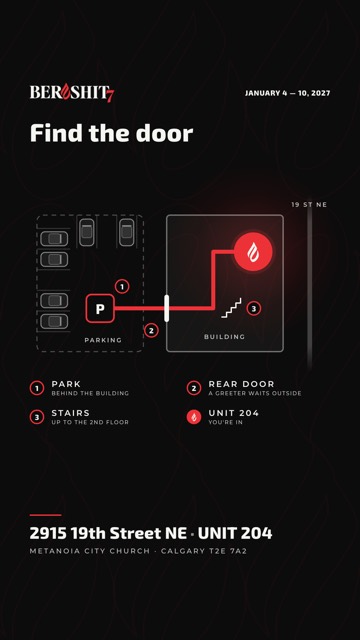 BERESHIT7
JANUARY 4 — 10, 2027
Find the door
19 ST NE
1
P
3
2
PARKING
BUILDING
1 PARK
BEHIND THE BUILDING
2 REAR DOOR
A GREETER WAITS OUTSIDE
3 STAIRS
UP TO THE 2ND FLOOR
UNIT 204
YOU'RE IN
2915 19th Street NE · UNIT 204
METANOIA CITY CHURCH · CALGARY T2E 7A2